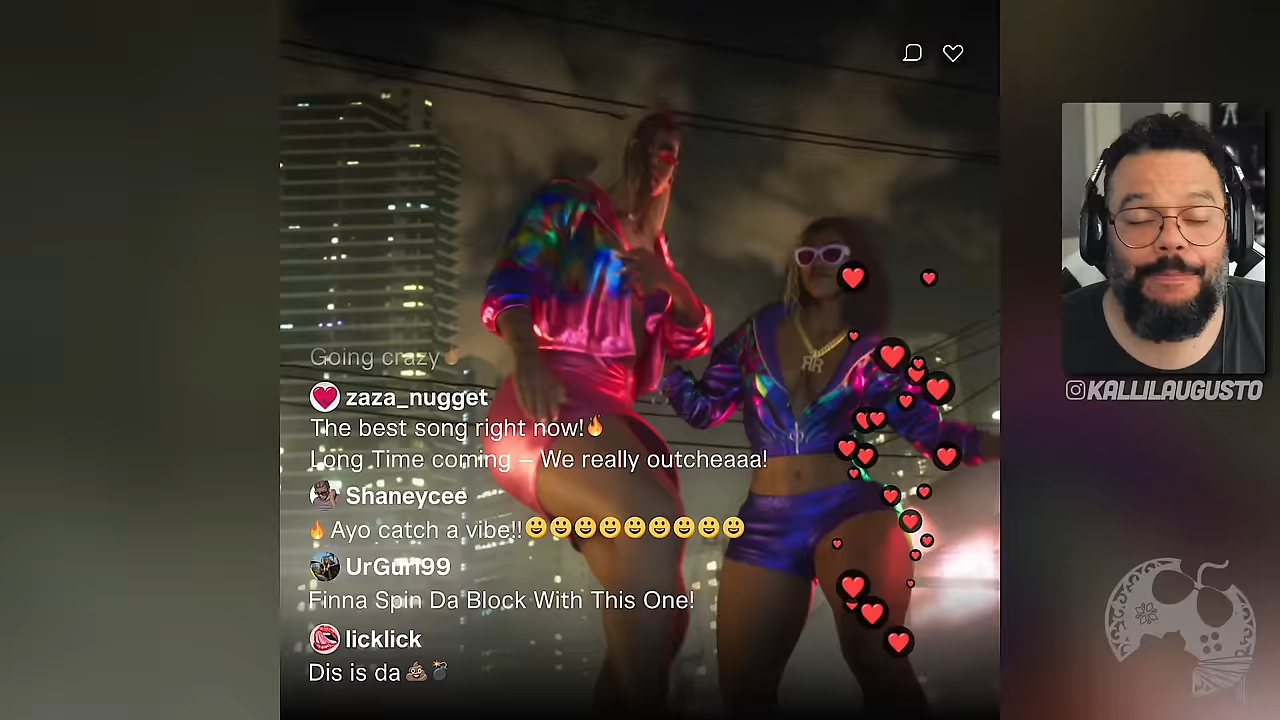 Going crazy🔥
zaza_nugget
The best song right now!🔥
Long Time coming – We really outcheaaa!
Shaneycee
🔥Ayo catch a vibe!!😀😀😀😀😀😀😀😀😀
UrGurl99
Finna Spin Da Block With This One!
licklick
Dis is da💩💣
RR
KALLILAUGUSTO